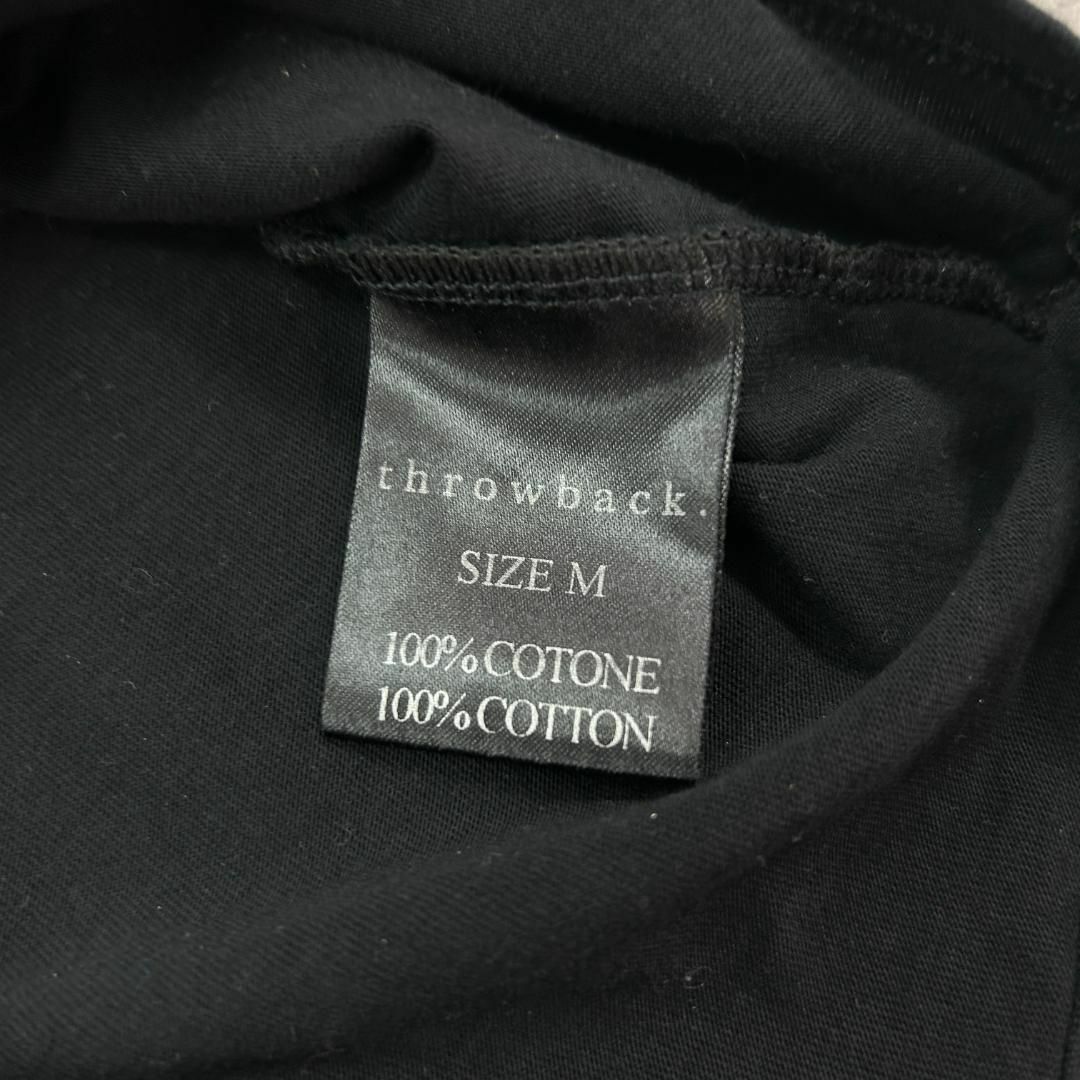 throwback.
SIZE M
100% COTONE
100% COTTON